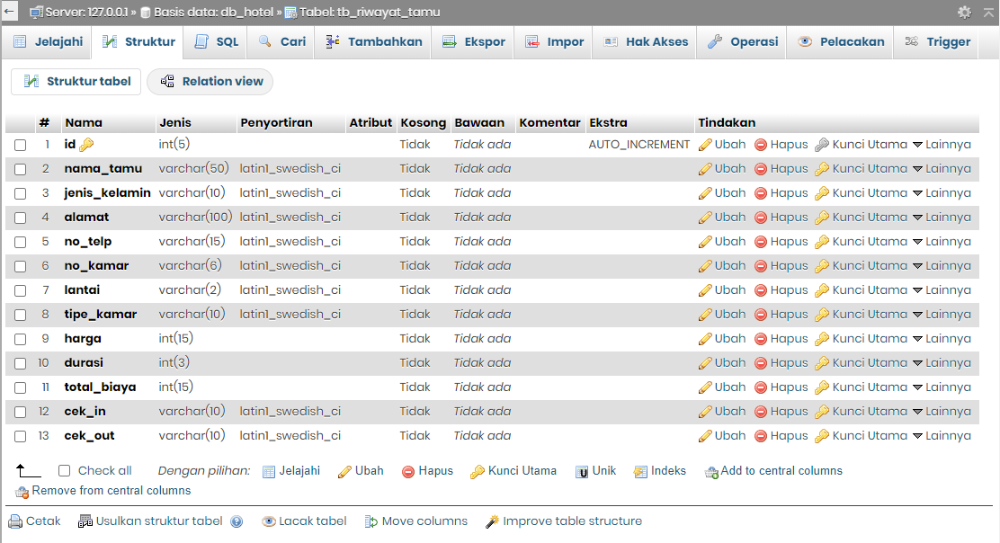 Server: 127.0.0.1 » Basis data: db_hotel » Tabel: tb_riwayat_tamu
Jelajahi Struktur SQL Cari Tambahkan Ekspor Impor Hak Akses Operasi Pelacakan Trigger
Struktur tabel Relation view
# Nama Jenis Penyortiran Atribut Kosong Bawaan Komentar Ekstra Tindakan
1 id int(5) Tidak Tidak ada AUTO_INCREMENT Ubah Hapus Kunci Utama Lainnya
2 nama_tamu varchar(50) latin1_swedish_ci Tidak Tidak ada Ubah Hapus Kunci Utama Lainnya
3 jenis_kelamin varchar(10) latin1_swedish_ci Tidak Tidak ada Ubah Hapus Kunci Utama Lainnya
4 alamat varchar(100) latin1_swedish_ci Tidak Tidak ada Ubah Hapus Kunci Utama Lainnya
5 no_telp varchar(15) latin1_swedish_ci Tidak Tidak ada Ubah Hapus Kunci Utama Lainnya
6 no_kamar varchar(6) latin1_swedish_ci Tidak Tidak ada Ubah Hapus Kunci Utama Lainnya
7 lantai varchar(2) latin1_swedish_ci Tidak Tidak ada Ubah Hapus Kunci Utama Lainnya
8 tipe_kamar varchar(10) latin1_swedish_ci Tidak Tidak ada Ubah Hapus Kunci Utama Lainnya
9 harga int(15) Tidak Tidak ada Ubah Hapus Kunci Utama Lainnya
10 durasi int(3) Tidak Tidak ada Ubah Hapus Kunci Utama Lainnya
11 total_biaya int(15) Tidak Tidak ada Ubah Hapus Kunci Utama Lainnya
12 cek_in varchar(10) latin1_swedish_ci Tidak Tidak ada Ubah Hapus Kunci Utama Lainnya
13 cek_out varchar(10) latin1_swedish_ci Tidak Tidak ada Ubah Hapus Kunci Utama Lainnya
Check all Dengan pilihan: Jelajahi Ubah Hapus Kunci Utama Unik Indeks Add to central columns
Remove from central columns
Cetak Usulkan struktur tabel Lacak tabel Move columns Improve table structure